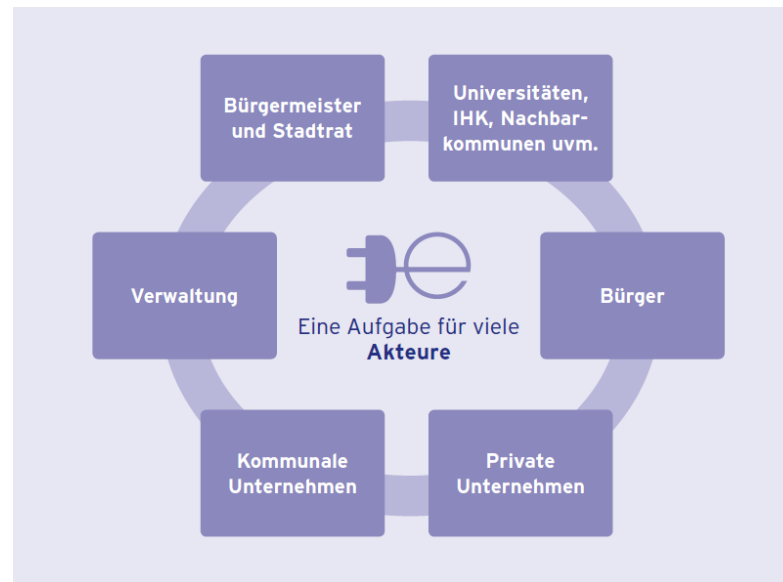 Bürgermeister
und Stadtrat
Universitäten,
IHK, Nachbar-
kommunen uvm.
Verwaltung
Eine Aufgabe für viele
Akteure
Bürger
Kommunale
Unternehmen
Private
Unternehmen